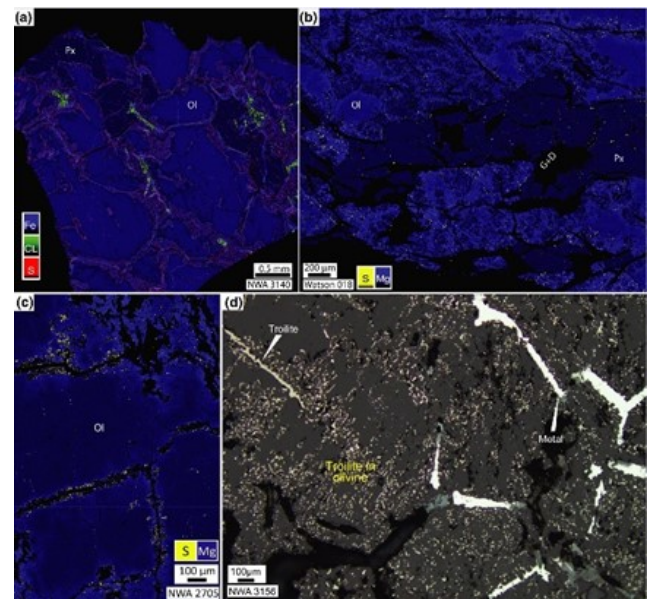 (a)
Px
Ol
Fe
CL
S
0.5 mm
NWA 3140
(b)
Ol
G+D
Px
200 µm
S Mg
Watson 018
(c)
Ol
S Mg
100 µm
NWA 2705
(d)
Troilite
Metal
Troilite in
olivine
100µm
NWA 3156